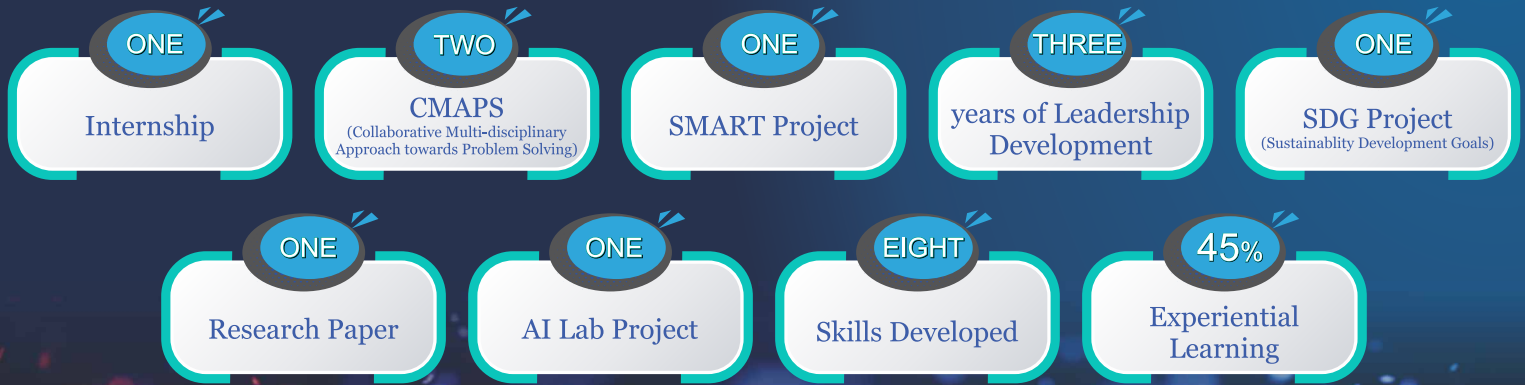 ONE
Internship
TWO
CMAPS
(Collaborative Multi-disciplinary
Approach towards Problem Solving)
ONE
SMART Project
THREE
years of Leadership
Development
ONE
SDG Project
(Sustainablity Development Goals)
ONE
Research Paper
ONE
AI Lab Project
EIGHT
Skills Developed
45%
Experiential
Learning